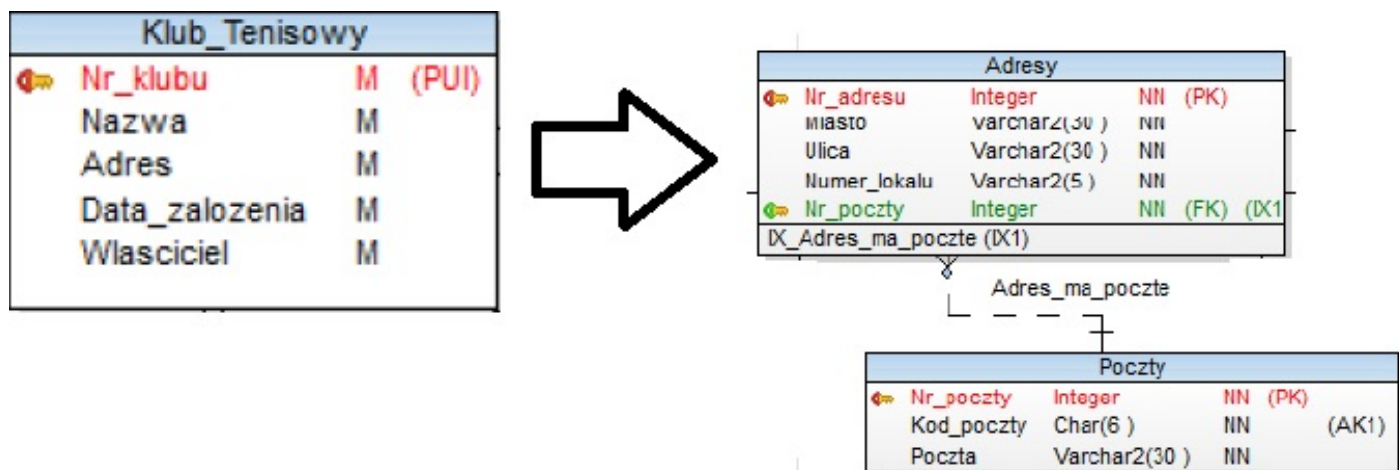 Klub_Tenisowy
Nr_klubu M (PUI)
Nazwa M
Adres M
Data_zalozenia M
Wlasciciel M
Adresy
Nr_adresu Integer NN (PK)
Miasto Varchar2(30 ) NN
Ulica Varchar2(30 ) NN
Numer_lokalu Varchar2(5 ) NN
Nr_poczty Integer NN (FK) (IX1
IX_Adres_ma_poczte (IX1)
Adres_ma_poczte
Poczty
Nr_poczty Integer NN (PK)
Kod_poczty Char(6 ) NN (AK1)
Poczta Varchar2(30 ) NN